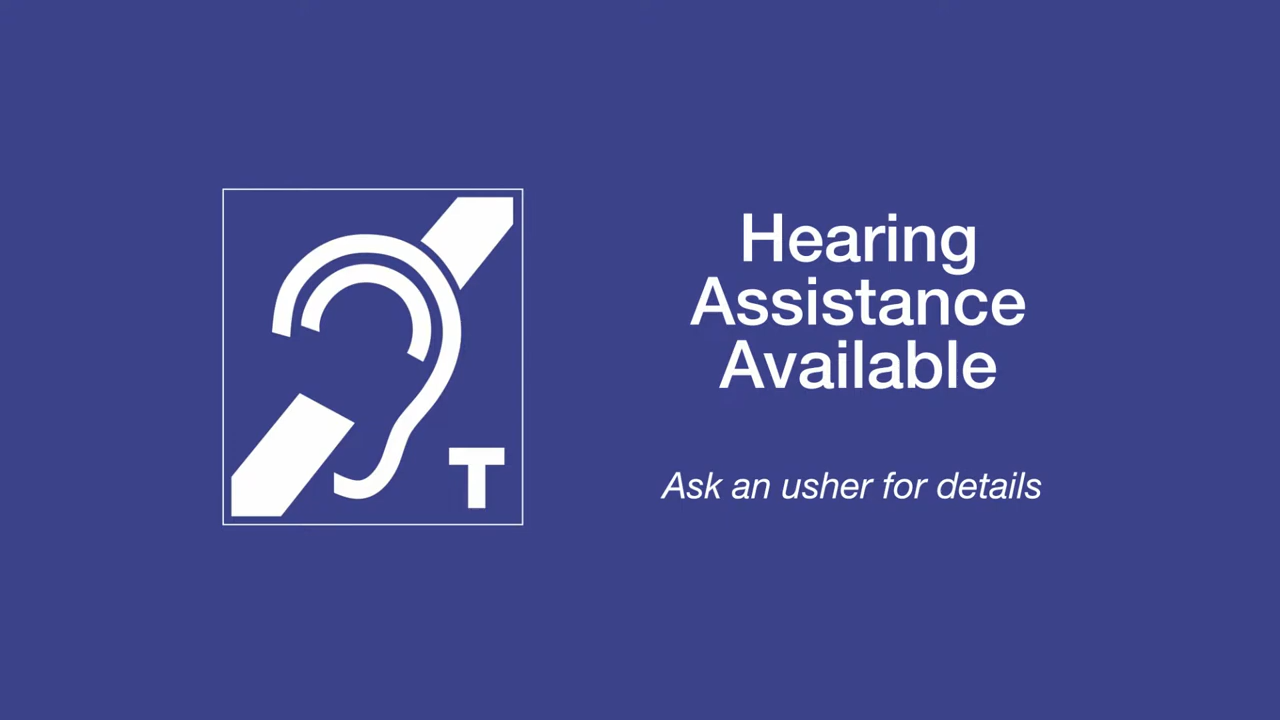 Hearing
Assistance
Available
T
Ask an usher for details